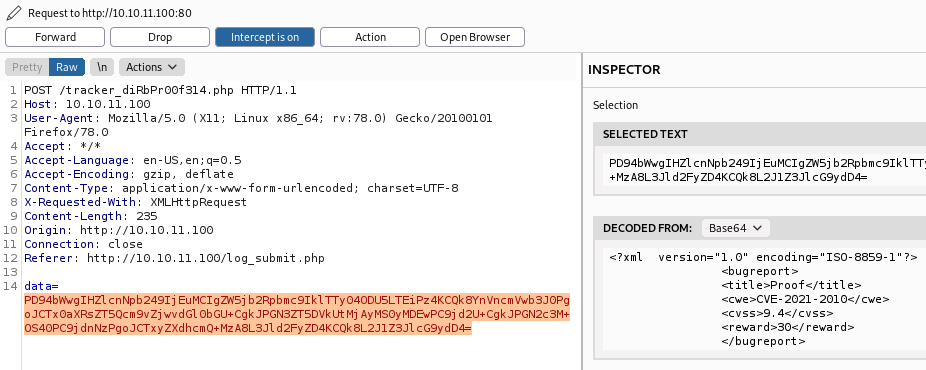 Request to http://10.10.11.100:80
Forward Drop Intercept is on Action Open Browser
Pretty Raw \n Actions
1 POST /tracker_diRbPr00f314.php HTTP/1.1
2 Host: 10.10.11.100
3 User-Agent: Mozilla/5.0 (X11; Linux x86_64; rv:78.0) Gecko/20100101
Firefox/78.0
4 Accept: */*
5 Accept-Language: en-US,en;q=0.5
6 Accept-Encoding: gzip, deflate
7 Content-Type: application/x-www-form-urlencoded; charset=UTF-8
8 X-Requested-With: XMLHttpRequest
9 Content-Length: 235
10 Origin: http://10.10.11.100
11 Connection: close
12 Referer: http://10.10.11.100/log_submit.php
13
14 data=
PD94bWwgIHZlcnNpb249IjEuMCIgZW5jb2Rpbmc9IklTTy04ODU5LTEiPz4KCQk8YnVncmVwb3J0Pg
oJCTx0aXRsZT5Qcm9vZjwvdGl0bGU+CgkJPGN3ZT5DVkUtMjAyMS0yMDEwPC9jd2U+CgkJPGN2c3M+
OS40PC9jdnNzPgoJCTxyZXdhcmQ+MzA8L3Jld2FyZD4KCQk8L2J1Z3JlcG9ydD4=
INSPECTOR
Selection
SELECTED TEXT
PD94bWwgIHZlcnNpb249IjEuMCIgZW5jb2Rpbmc9IklTTy
+MzA8L3Jld2FyZD4KCQk8L2J1Z3JlcG9ydD4=
DECODED FROM: Base64
<?xml  version="1.0" encoding="ISO-8859-1"?>
<bugreport>
<title>Proof</title>
<cwe>CVE-2021-2010</cwe>
<cvss>9.4</cvss>
<reward>30</reward>
</bugreport>